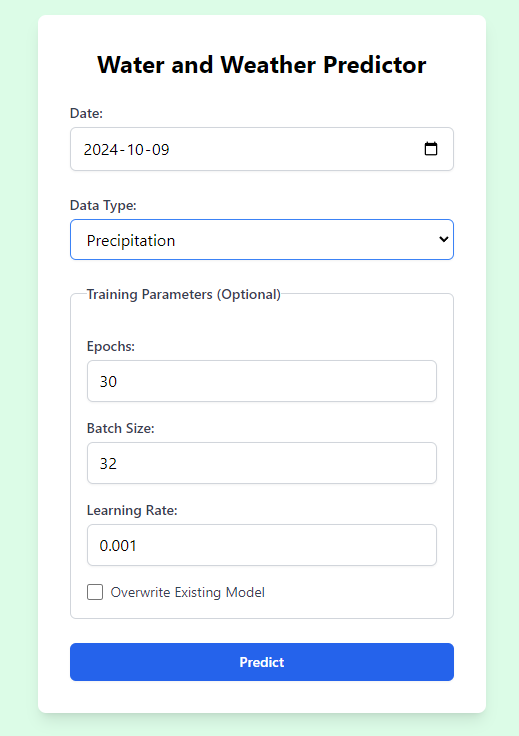 Water and Weather Predictor
Date:
2024-10-09
Data Type:
Precipitation
Training Parameters (Optional)
Epochs:
30
Batch Size:
32
Learning Rate:
0.001
Overwrite Existing Model
Predict